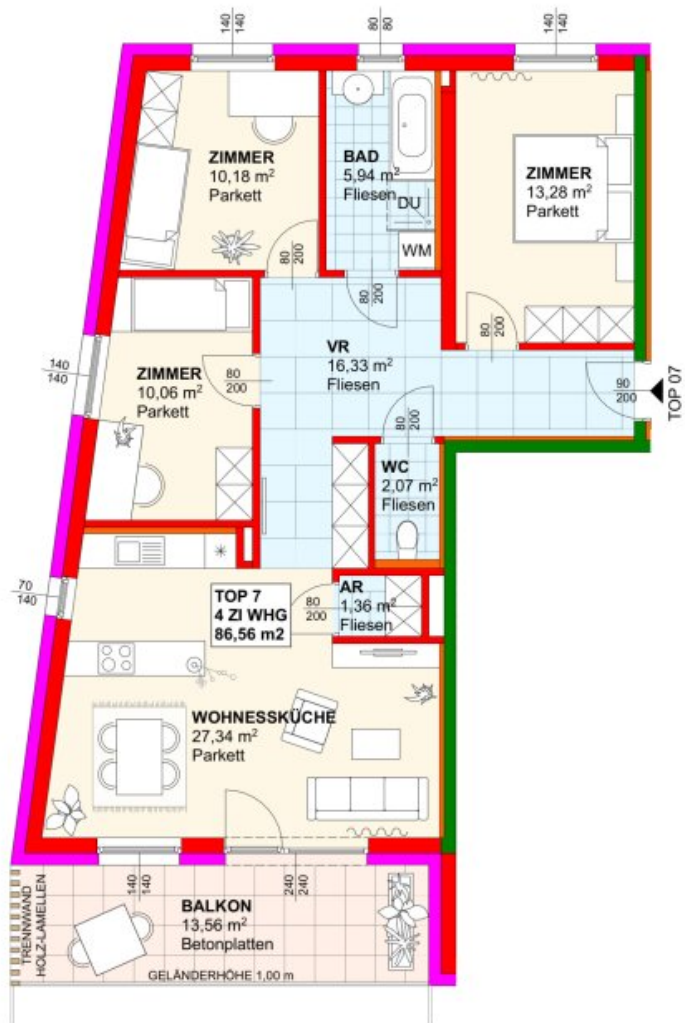 140
140
80
80
140
140
ZIMMER
10,18 m²
Parkett
BAD
5,94 m²
Fliesen
DU
WM
ZIMMER
13,28 m²
Parkett
80
200
80
200
80
200
VR
16,33 m²
Fliesen
90
200
TOP 07
140
140
ZIMMER
10,06 m²
Parkett
80
200
80
200
WC
2,07 m²
Fliesen
70
140
TOP 7
4 ZI WHG
86,56 m2
80
200
AR
1,36 m²
Fliesen
WOHNESSKÜCHE
27,34 m²
Parkett
140
140
240
240
TRENNWAND
HOLZ-LAMELLEN
BALKON
13,56 m²
Betonplatten
GELÄNDERHÖHE 1,00 m